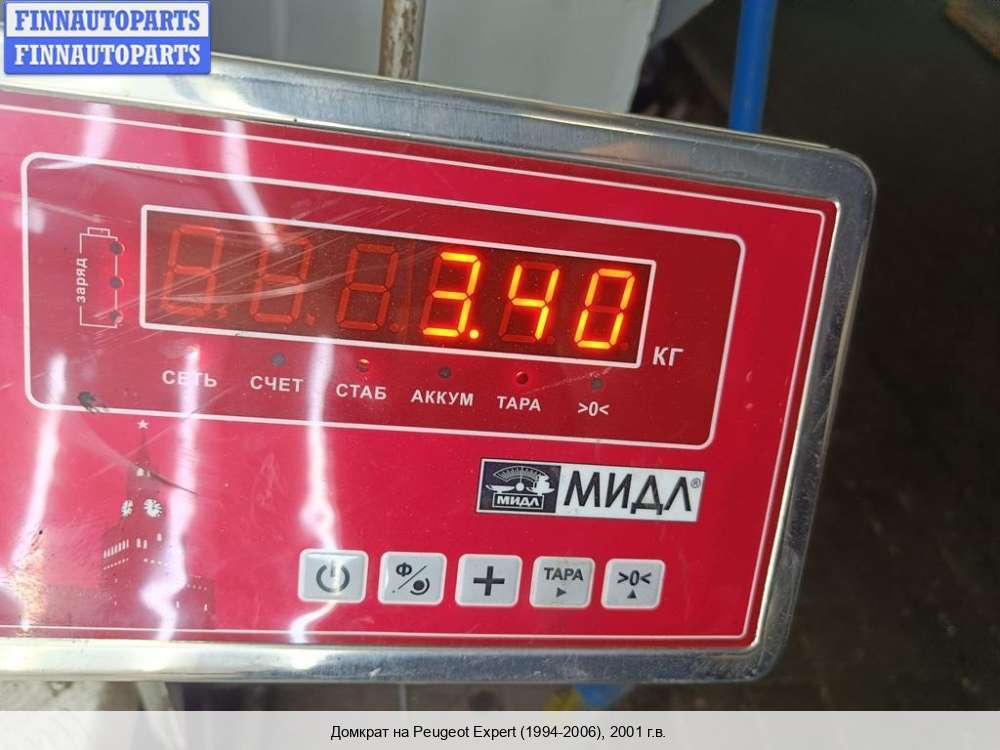 FINNAUTOPARTS
FINNAUTOPARTS
заряд
3.40
КГ
СЕТЬ СЧЕТ СТАБ АККУМ ТАРА >0<
МИДЛ МИДЛ®
Ф ТАРА >0<
Домкрат на Peugeot Expert (1994-2006), 2001 г.в.